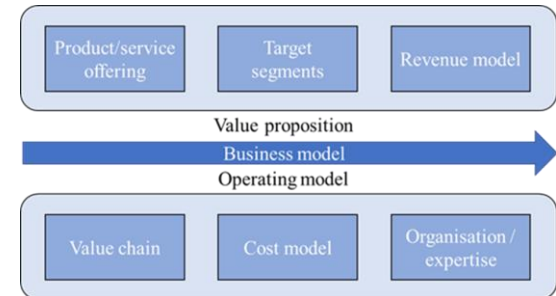 Product/service
offering
Target
segments
Revenue model
Value proposition
Business model
Operating model
Value chain
Cost model
Organisation /
expertise